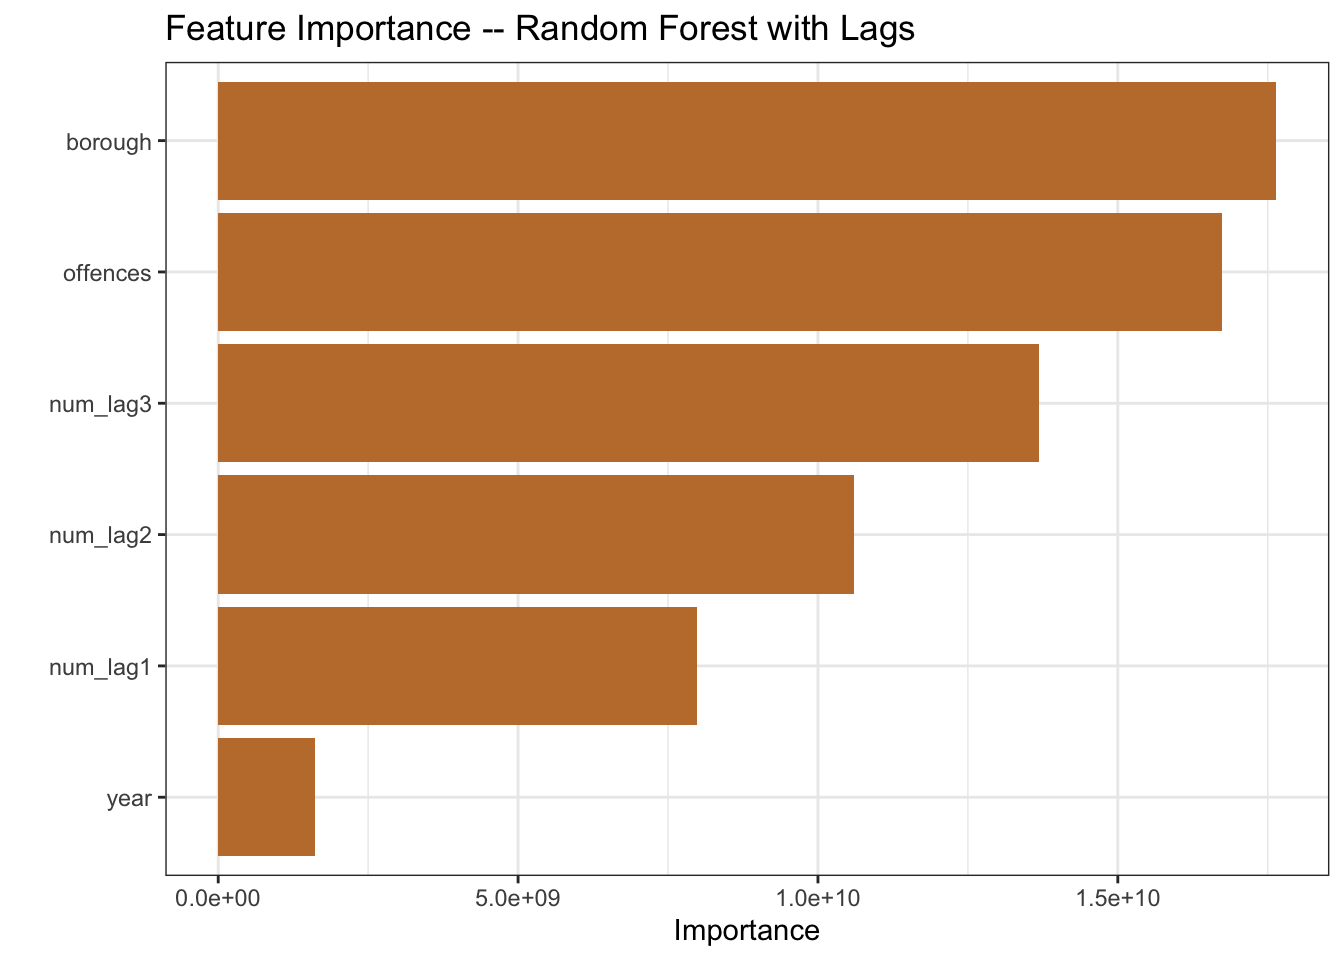 Feature Importance -- Random Forest with Lags
borough
offences
num_lag3
num_lag2
num_lag1
year
0.0e+00 5.0e+09 1.0e+10 1.5e+10
Importance